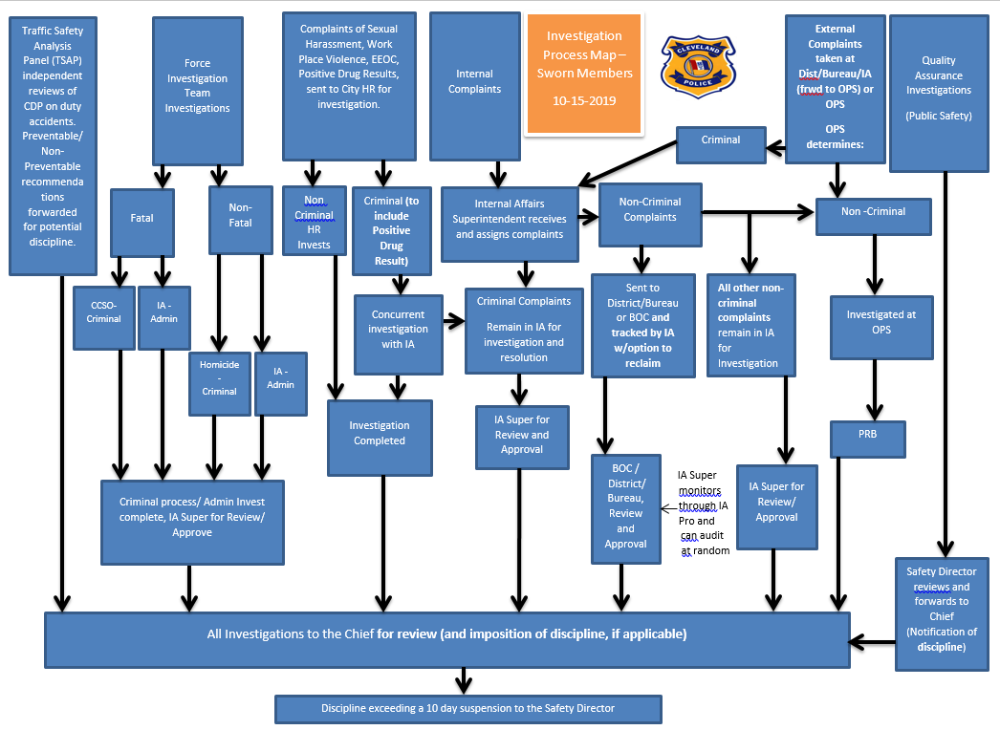 Traffic Safety
Analysis
Panel (TSAP)
independent
reviews of
CDP on duty
accidents.
Preventable/
Non-
Preventable
recommenda
tions
forwarded
for potential
discipline.
Force
Investigation
Team
Investigations
Complaints of Sexual
Harassment, Work
Place Violence, EEOC,
Positive Drug Results,
sent to City HR for
investigation.
Internal
Complaints
Investigation
Process Map –
Sworn Members
10-15-2019
CLEVELAND
POLICE
External
Complaints
taken at
Dist/Bureau/IA
(frwd to OPS) or
OPS
OPS
determines:
Quality
Assurance
Investigations
(Public Safety)
Criminal
Fatal
Non-
Fatal
Non
Criminal
HR
Invests
Criminal (to
include
Positive
Drug
Result)
Internal Affairs
Superintendent receives
and assigns complaints
Non-Criminal
Complaints
Non -Criminal
CCSO-
Criminal
IA -
Admin
Homicide
-
Criminal
IA -
Admin
Concurrent
investigation
with IA
Criminal Complaints
Remain in IA for
investigation and
resolution
Sent to
District/Bureau
or BOC and
tracked by IA
w/option to
reclaim
All other non-
criminal
complaints
remain in IA
for
Investigation
Investigated at
OPS
Investigation
Completed
IA Super for
Review and
Approval
PRB
Criminal process/ Admin Invest
complete, IA Super for Review/
Approve
BOC /
District/
Bureau,
Review
and
Approval
IA Super
monitors
through IA
Pro and
can audit
at random
IA Super for
Review/
Approval
Safety Director
reviews and
forwards to
Chief
(Notification of
discipline)
All Investigations to the Chief for review (and imposition of discipline, if applicable)
Discipline exceeding a 10 day suspension to the Safety Director